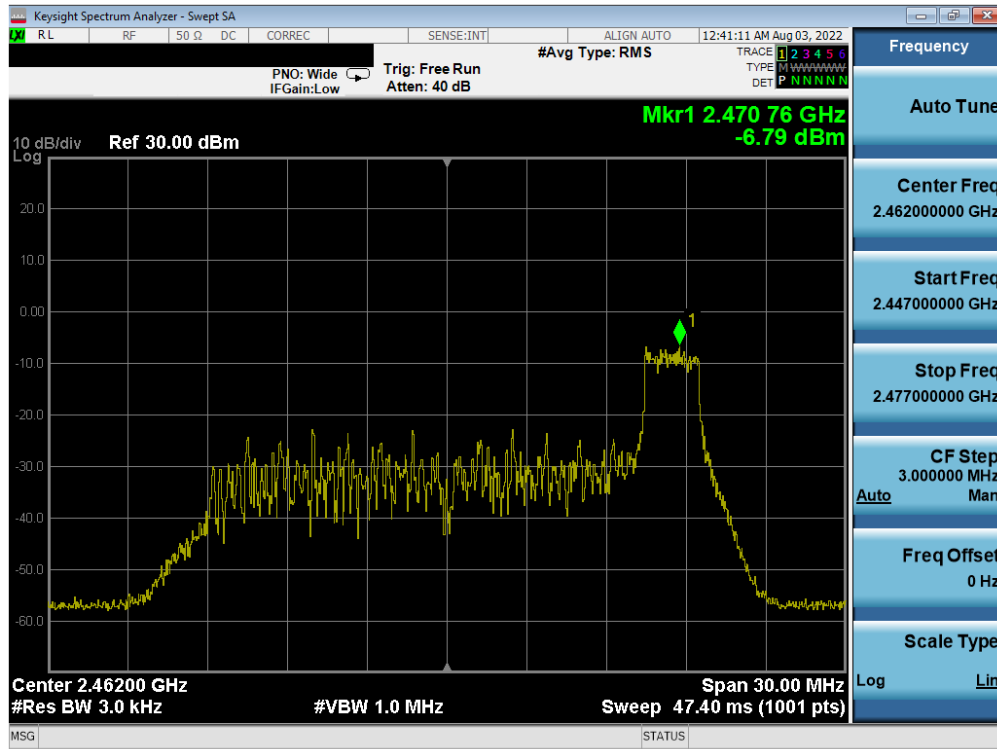 Keysight Spectrum Analyzer - Swept SA
LXI RL RF 50 Ω DC CORREC SENSE:INT ALIGN AUTO 12:41:11 AM Aug 03, 2022
#Avg Type: RMS
TRACE 1 2 3 4 5 6
PNO: Wide Trig: Free Run
TYPE M WWWWW
IFGain:Low Atten: 40 dB
DET P N N N N N
Mkr1 2.470 76 GHz
-6.79 dBm
10 dB/div Ref 30.00 dBm
Log
20.0
10.0
0.00
1
-10.0
-20.0
-30.0
-40.0
-50.0
-60.0
Center 2.46200 GHz Span 30.00 MHz
#Res BW 3.0 kHz #VBW 1.0 MHz Sweep 47.40 ms (1001 pts)
MSG STATUS
Frequency
Auto Tune
Center Freq
2.462000000 GHz
Start Freq
2.447000000 GHz
Stop Freq
2.477000000 GHz
CF Step
3.000000 MHz
Auto Man
Freq Offset
0 Hz
Scale Type
Log Lin